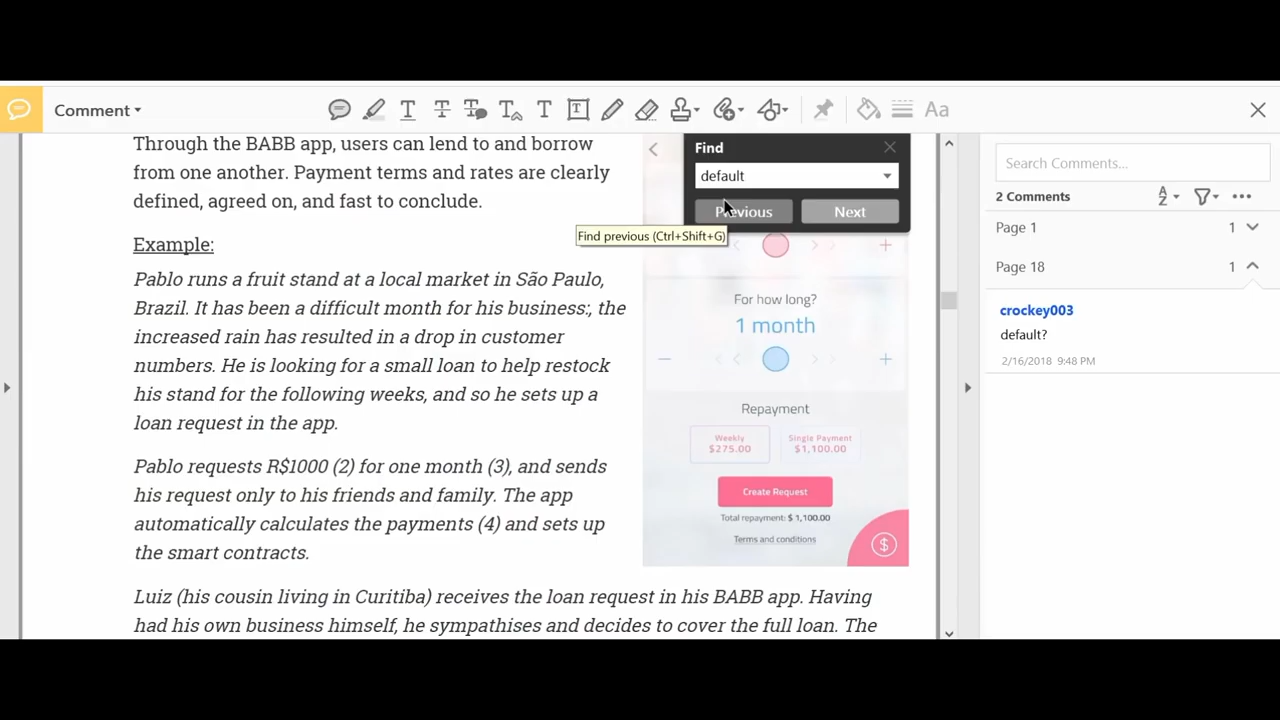 Comment
Aa
Through the BABB app, users can lend to and borrow
from one another. Payment terms and rates are clearly
defined, agreed on, and fast to conclude.
Example:
Pablo runs a fruit stand at a local market in São Paulo,
Brazil. It has been a difficult month for his business:, the
increased rain has resulted in a drop in customer
numbers. He is looking for a small loan to help restock
his stand for the following weeks, and so he sets up a
loan request in the app.
Pablo requests R$1000 (2) for one month (3), and sends
his request only to his friends and family. The app
automatically calculates the payments (4) and sets up
the smart contracts.
Luiz (his cousin living in Curitiba) receives the loan request in his BABB app. Having
had his own business himself, he sympathises and decides to cover the full loan. The
Find
default
Previous
Next
Find previous (Ctrl+Shift+G)
For how long?
1 month
Repayment
Weekly
$275.00
Single Payment
$1,100.00
Create Request
Total repayment: $ 1,100.00
Terms and conditions
$
Search Comments...
2 Comments
Page 1
1
Page 18
1
crockey003
default?
2/16/2018 9:48 PM